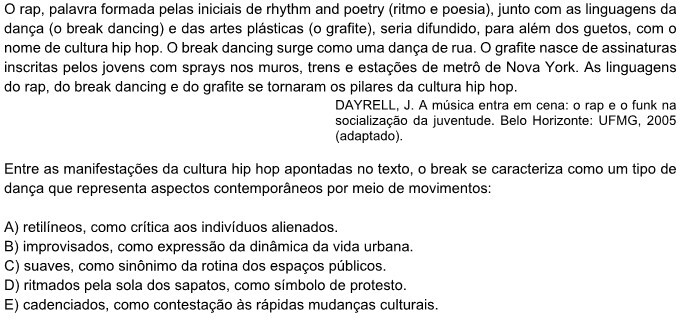 O rap, palavra formada pelas iniciais de rhythm and poetry (ritmo e poesia), junto com as linguagens da
dança (o break dancing) e das artes plásticas (o grafite), seria difundido, para além dos guetos, com o
nome de cultura hip hop. O break dancing surge como uma dança de rua. O grafite nasce de assinaturas
inscritas pelos jovens com sprays nos muros, trens e estações de metrô de Nova York. As linguagens
do rap, do break dancing e do grafite se tornaram os pilares da cultura hip hop.
DAYRELL, J. A música entra em cena: o rap e o funk na
socialização da juventude. Belo Horizonte: UFMG, 2005
(adaptado).
Entre as manifestações da cultura hip hop apontadas no texto, o break se caracteriza como um tipo de
dança que representa aspectos contemporâneos por meio de movimentos:
A) retilíneos, como crítica aos indivíduos alienados.
B) improvisados, como expressão da dinâmica da vida urbana.
C) suaves, como sinônimo da rotina dos espaços públicos.
D) ritmados pela sola dos sapatos, como símbolo de protesto.
E) cadenciados, como contestação às rápidas mudanças culturais.